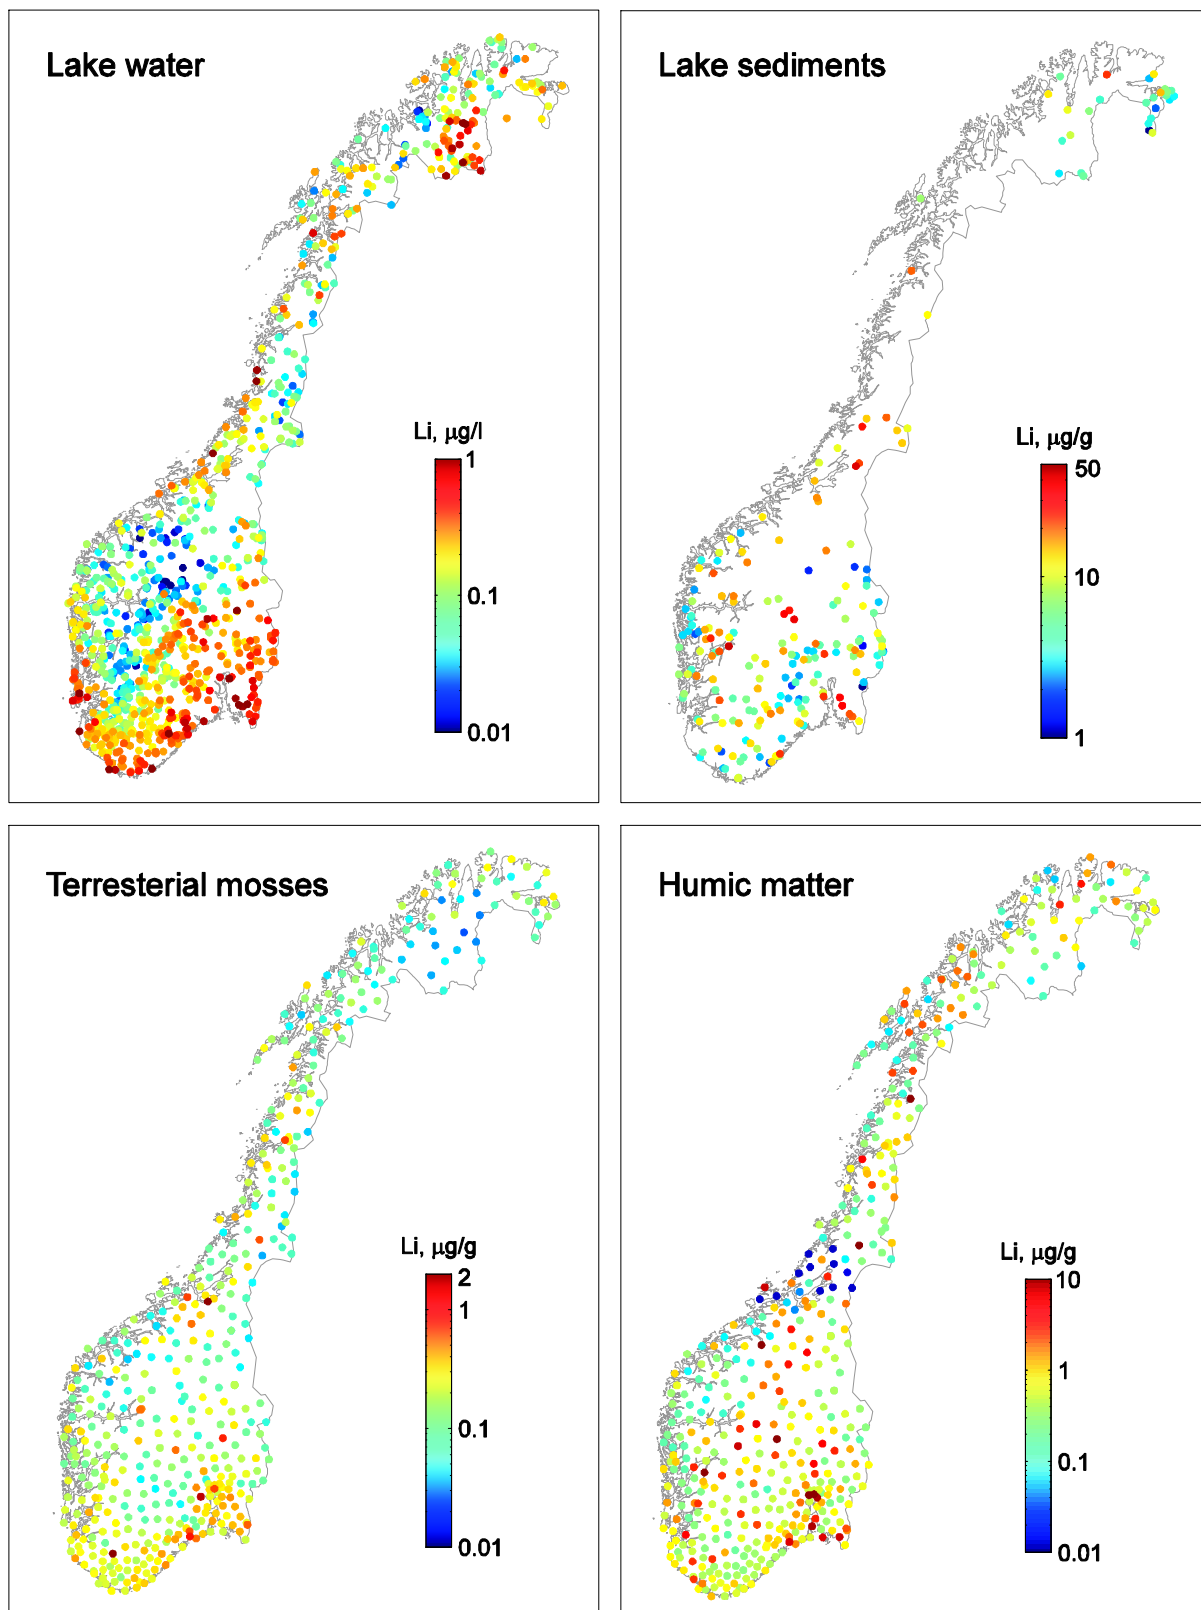 Lake water
Li, µg/l
1
0.1
0.01
Lake sediments
Li, µg/g
50
10
1
Terresterial mosses
Li, µg/g
2
1
0.1
0.01
Humic matter
Li, µg/g
10
1
0.1
0.01